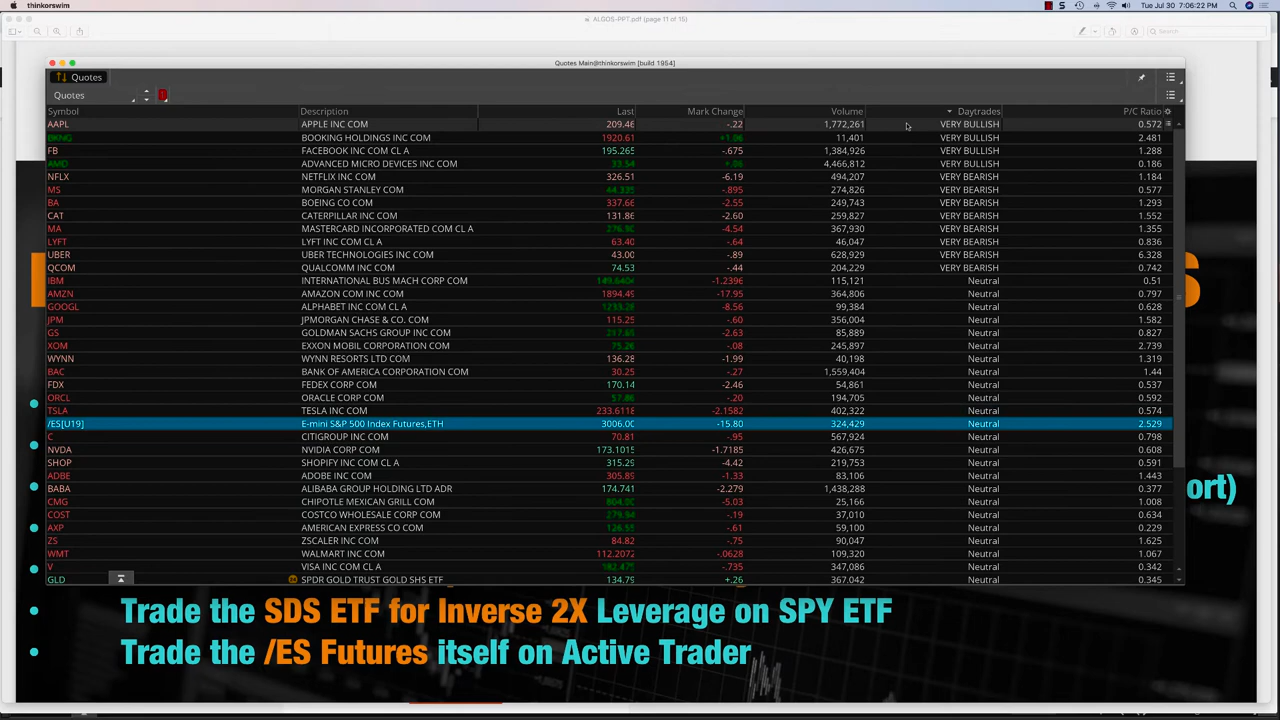 thinkorswim Tue Jul 30 7:06:22 PM
ALGOS-PPT.pdf (page 11 of 15)
Search
Quotes Main@thinkorswim [build 1954]
Quotes
Quotes
Symbol Description Last Mark Change Volume Daytrades P/C Ratio
AAPL APPLE INC COM 209.46 -.22 1,772,261 VERY BULLISH 0.572
BKNG BOOKING HOLDINGS INC COM 1920.61 +1.06 11,401 VERY BULLISH 2.481
FB FACEBOOK INC COM CL A 195.265 -.675 1,384,926 VERY BULLISH 1.288
AMD ADVANCED MICRO DEVICES INC COM 33.54 +.06 4,466,812 VERY BULLISH 0.186
NFLX NETFLIX INC COM 326.51 -6.19 494,207 VERY BEARISH 1.184
MS MORGAN STANLEY COM 44.335 -.895 274,826 VERY BEARISH 0.577
BA BOEING CO COM 337.66 -2.55 249,743 VERY BEARISH 1.293
CAT CATERPILLAR INC COM 131.86 -2.60 259,827 VERY BEARISH 1.552
MA MASTERCARD INCORPORATED COM CL A 276.90 -4.54 367,930 VERY BEARISH 1.355
LYFT LYFT INC COM CL A 63.40 -.64 46,047 VERY BEARISH 0.836
UBER UBER TECHNOLOGIES INC COM 43.00 -.89 628,929 VERY BEARISH 6.328
QCOM QUALCOMM INC COM 74.53 -.44 204,229 VERY BEARISH 0.742
IBM INTERNATIONAL BUS MACH CORP COM -1.2396 115,121 Neutral 0.51
AMZN AMAZON COM INC COM 1894.49 -17.95 364,806 Neutral 0.797
GOOGL ALPHABET INC COM CL A -8.56 99,384 Neutral 0.628
JPM JPMORGAN CHASE & CO. COM 115.25 -.60 356,004 Neutral 1.582
GS GOLDMAN SACHS GROUP INC COM -2.63 85,889 Neutral 0.827
XOM EXXON MOBIL CORPORATION COM 75.26 -.08 245,897 Neutral 2.739
WYNN WYNN RESORTS LTD COM 136.28 -1.99 40,198 Neutral 1.319
BAC BANK OF AMERICA CORPORATION COM 30.25 -.27 1,559,404 Neutral 1.44
FDX FEDEX CORP COM 170.14 -2.46 54,861 Neutral 0.537
ORCL ORACLE CORP COM 57.86 -.20 194,705 Neutral 0.592
TSLA TESLA INC COM 233.6118 -2.1582 402,322 Neutral 0.574
/ES[U19] E-mini S&P 500 Index Futures,ETH 3006.00 -15.80 324,429 Neutral 2.529
C CITIGROUP INC COM 70.81 -.95 567,924 Neutral 0.798
NVDA NVIDIA CORP COM 173.1015 -1.7185 426,675 Neutral 0.608
SHOP SHOPIFY INC COM CL A 315.29 -4.42 219,753 Neutral 0.591
ADBE ADOBE INC COM 305.89 -1.33 83,106 Neutral 1.443
BABA ALIBABA GROUP HOLDING LTD ADR 174.741 -2.279 1,438,288 Neutral 0.377
CMG CHIPOTLE MEXICAN GRILL COM 804.00 -5.03 25,166 Neutral 1.008
COST COSTCO WHOLESALE CORP COM 279.94 -.19 37,010 Neutral 0.634
AXP AMERICAN EXPRESS CO COM 126.55 -.61 59,100 Neutral 0.229
ZS ZSCALER INC COM 84.82 -.75 90,047 Neutral 1.625
WMT WALMART INC COM 112.2072 -.0628 109,320 Neutral 1.067
V VISA INC COM CL A 182.475 -.735 347,086 Neutral 0.342
GLD SPDR GOLD TRUST GOLD SHS ETF 134.79 +.26 367,042 Neutral 0.345
S
ort)
• Trade the SDS ETF for Inverse 2X Leverage on SPY ETF
• Trade the /ES Futures itself on Active Trader